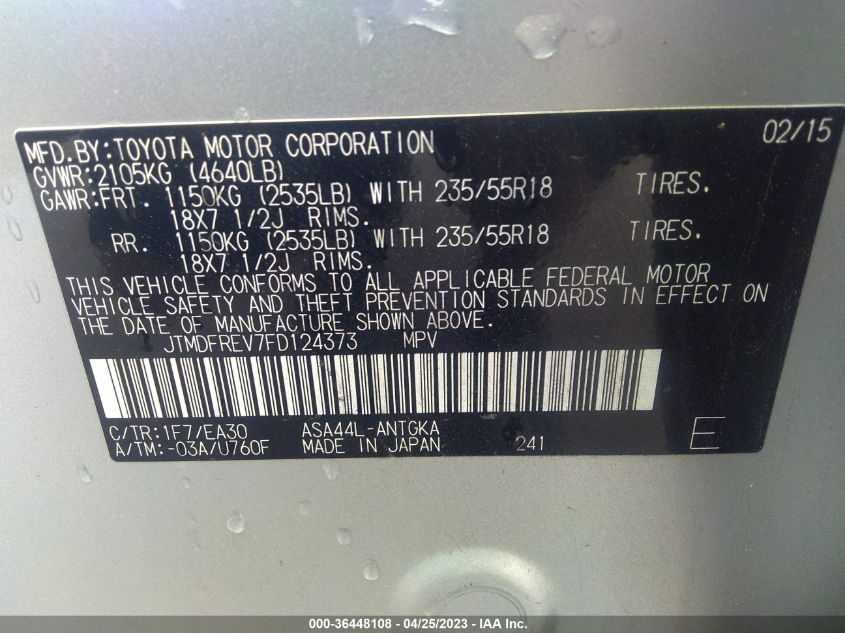 MFD.BY:TOYOTA MOTOR CORPORATION 02/15
GVWR:2105KG (4640LB)
GAWR:FRT. 1150KG (2535LB) WITH 235/55R18 TIRES.
18X7 1/2J RIMS.
RR. 1150KG (2535LB) WITH 235/55R18 TIRES.
18X7 1/2J RIMS.
THIS VEHICLE CONFORMS TO ALL APPLICABLE FEDERAL MOTOR
VEHICLE SAFETY AND THEFT PREVENTION STANDARDS IN EFFECT ON
THE DATE OF MANUFACTURE SHOWN ABOVE.
JTMDFREV7FD124373 MPV
C/TR:1F7/EA30 ASA44L-ANTGKA
A/TM:-03A/U760F MADE IN JAPAN 241 E
000-36448108 - 04/25/2023 - IAA Inc.